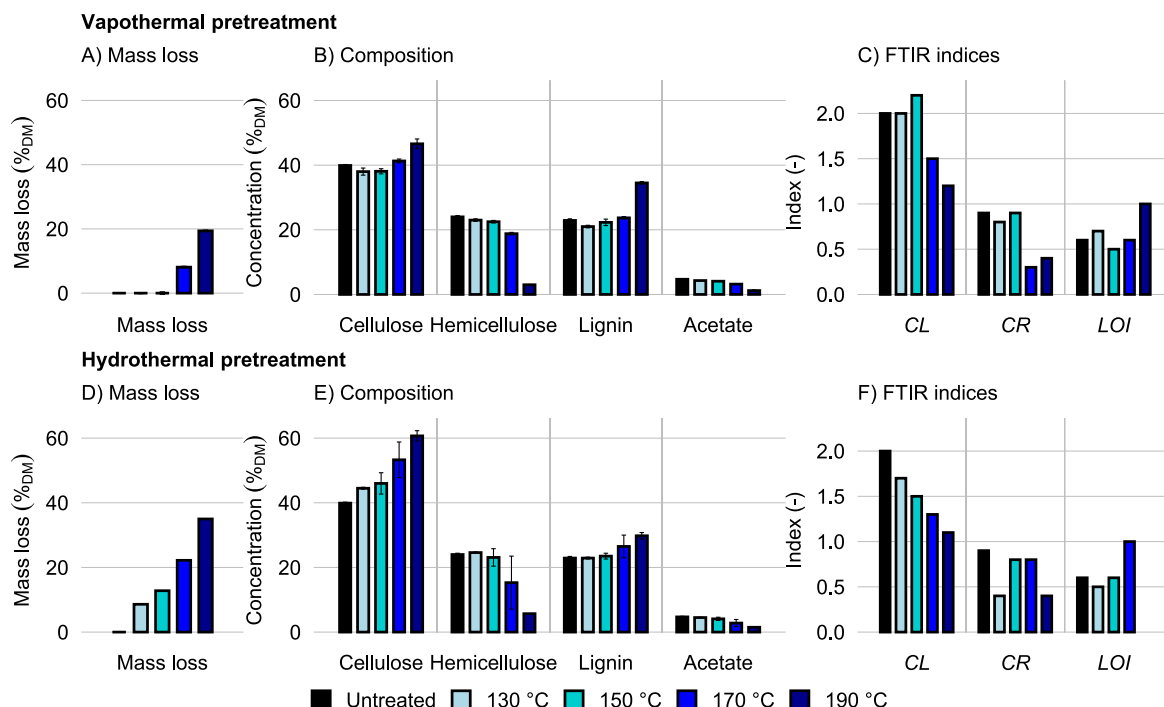 Vapothermal pretreatment
A) Mass loss
B) Composition
C) FTIR indices
Mass loss (%DM)
60
40
20
0
Mass loss
Concentration (%DM)
60
40
20
0
Cellulose
Hemicellulose
Lignin
Acetate
Index (-)
2.0
1.5
1.0
0.5
0.0
CL
CR
LOI
Hydrothermal pretreatment
D) Mass loss
E) Composition
F) FTIR indices
Mass loss (%DM)
60
40
20
0
Mass loss
Concentration (%DM)
60
40
20
0
Cellulose
Hemicellulose
Lignin
Acetate
Index (-)
2.0
1.5
1.0
0.5
0.0
CL
CR
LOI
Untreated
130 °C
150 °C
170 °C
190 °C